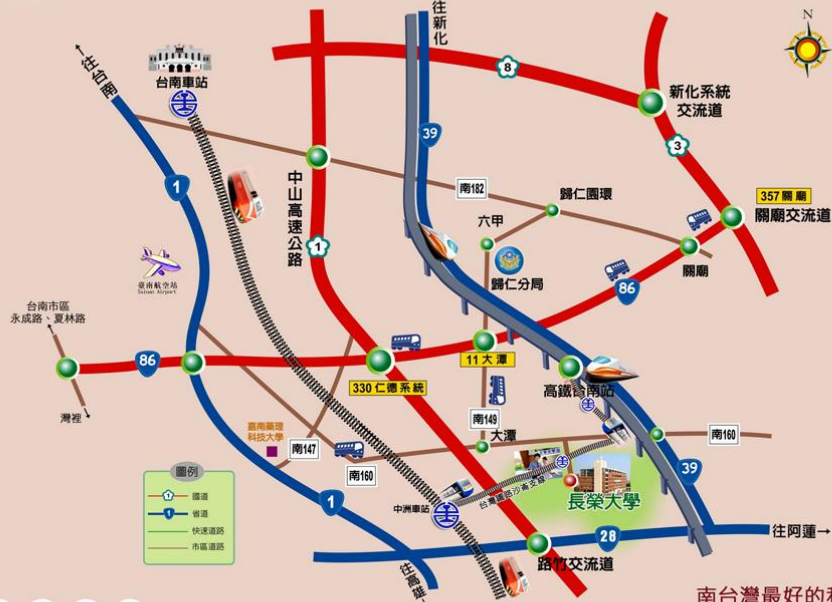 往新化
N
往台南
台南車站
8
新化系統
交流道
3
39
1
中山高速公路
南182
歸仁園環
357 關廟
關廟交流道
六甲
1
歸仁分局
關廟
臺南航空站
Tainan Airport
86
台南市區
永成路、夏林路
86
330 仁德系統
11 大潭
高鐵台南站
灣裡
嘉南藥理
科技大學
南147
南149
大潭
南160
南160
39
圖例
1 國道
1 省道
快速道路
市區道路
1
中洲車站
台灣鐵路沙崙支線
長榮大學
28
往阿蓮
路竹交流道
往高雄
南台灣最好的